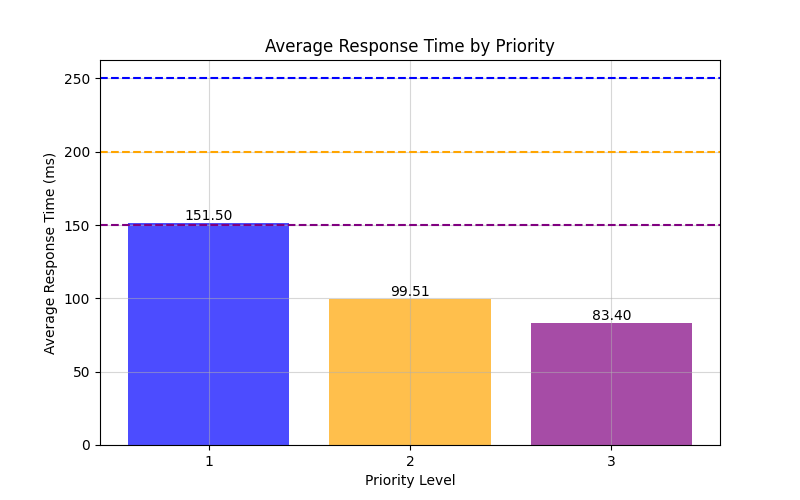 Average Response Time by Priority
Average Response Time (ms)
250
200
150
100
50
0
151.50
99.51
83.40
1 2 3
Priority Level